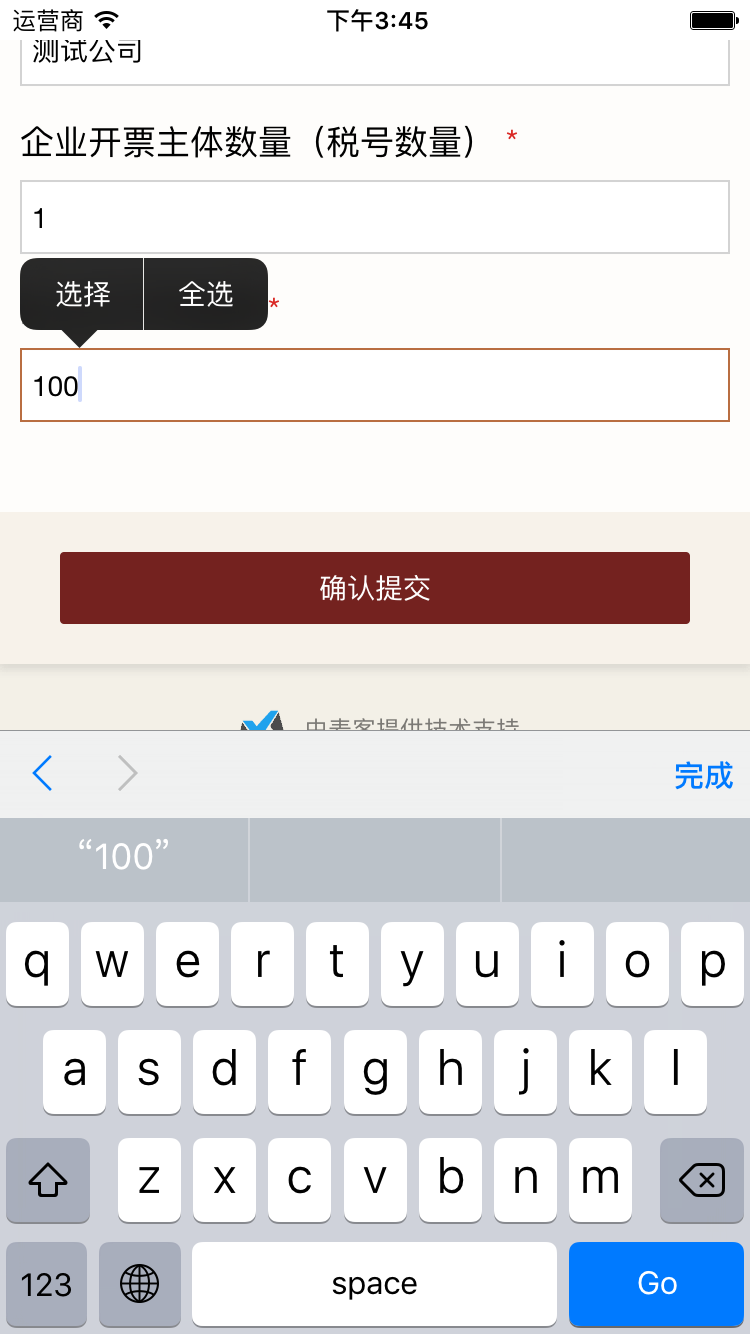 运营商 下午3:45
测试公司
企业开票主体数量（税号数量） *
1
选择 全选 *
100
确认提交
由麦客提供技术支持
完成
“100”
q w e r t y u i o p
a s d f g h j k l
z x c v b n m
123 space Go